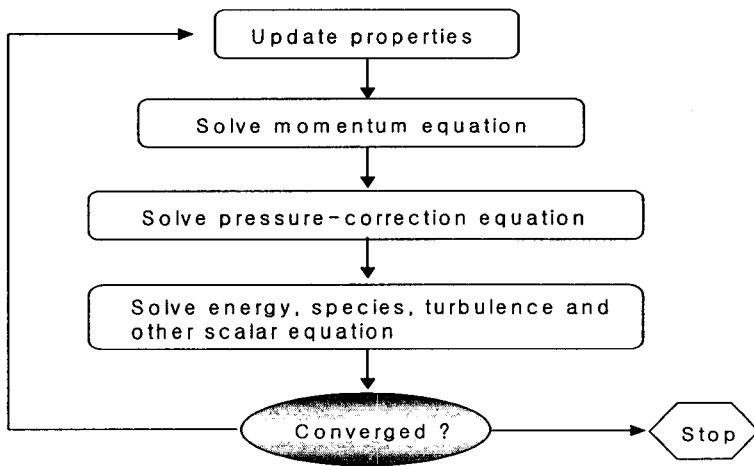 Update properties
Solve momentum equation
Solve pressure-correction equation
Solve energy, species, turbulence and
other scalar equation
Converged ?
Stop